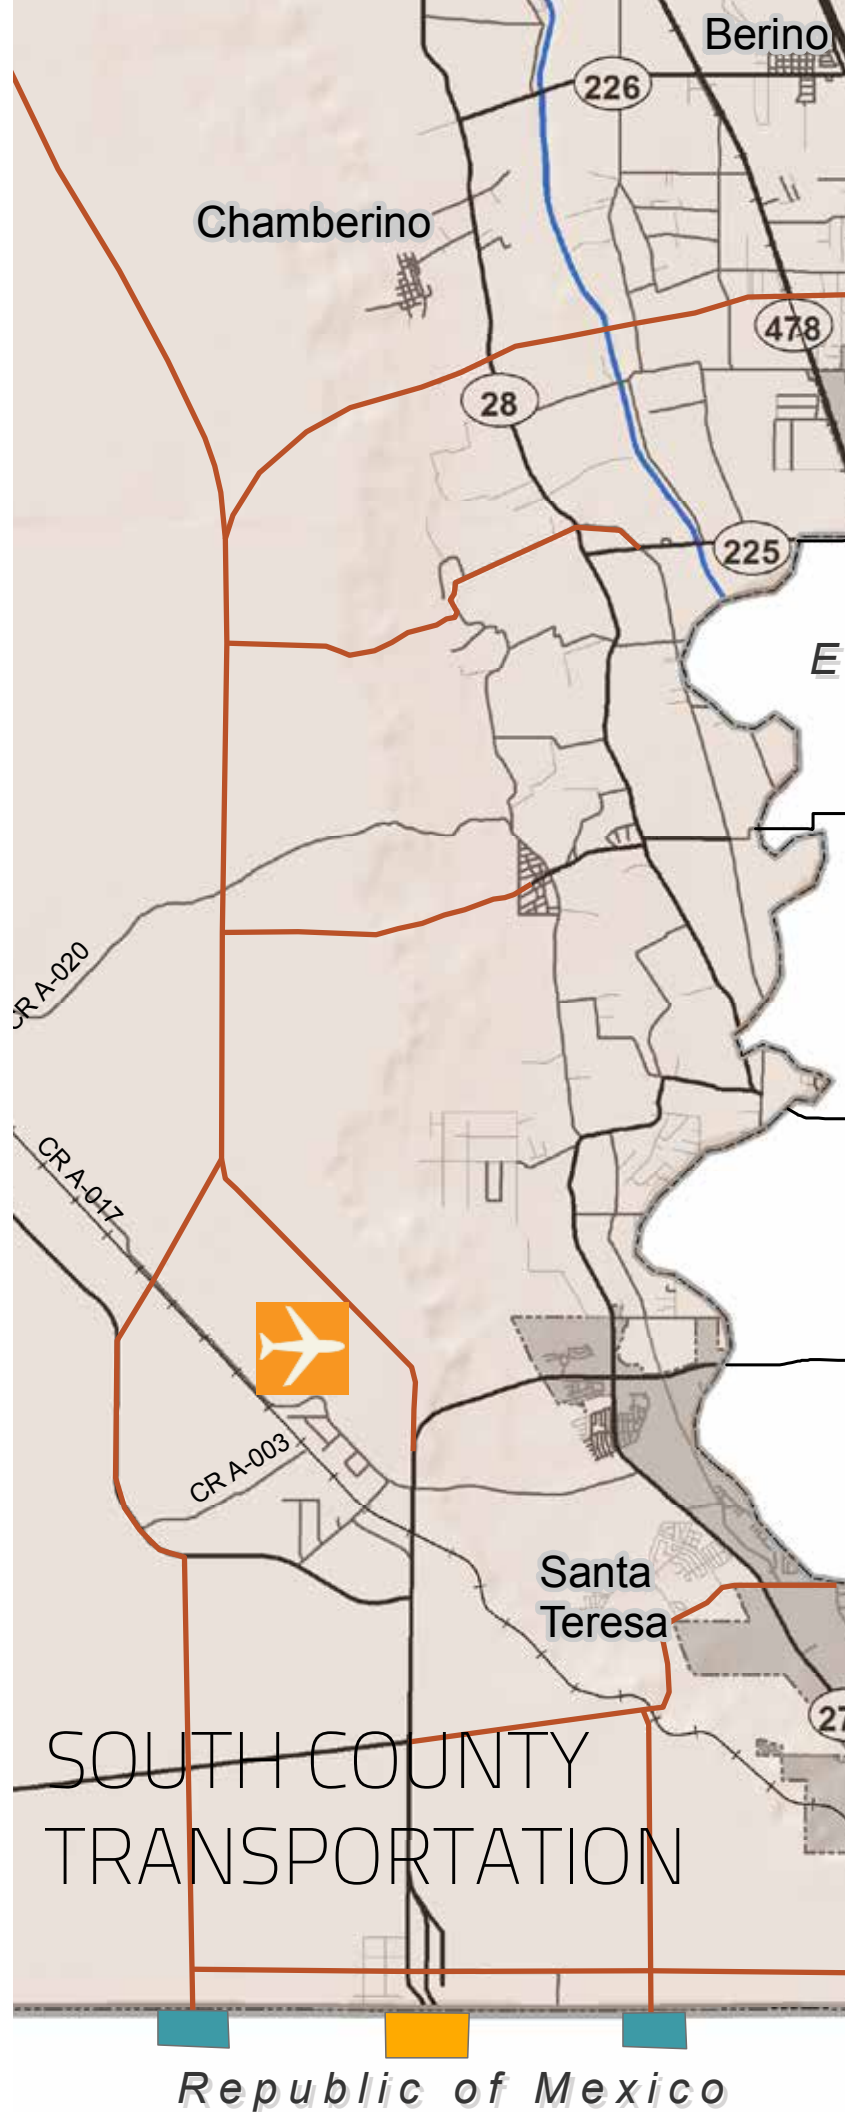 Berino
226
Chamberino
478
28
225
E
CR A-020
CR A-017
CR A-003
Santa
Teresa
27
SOUTH COUNTY
TRANSPORTATION
Republic of Mexico